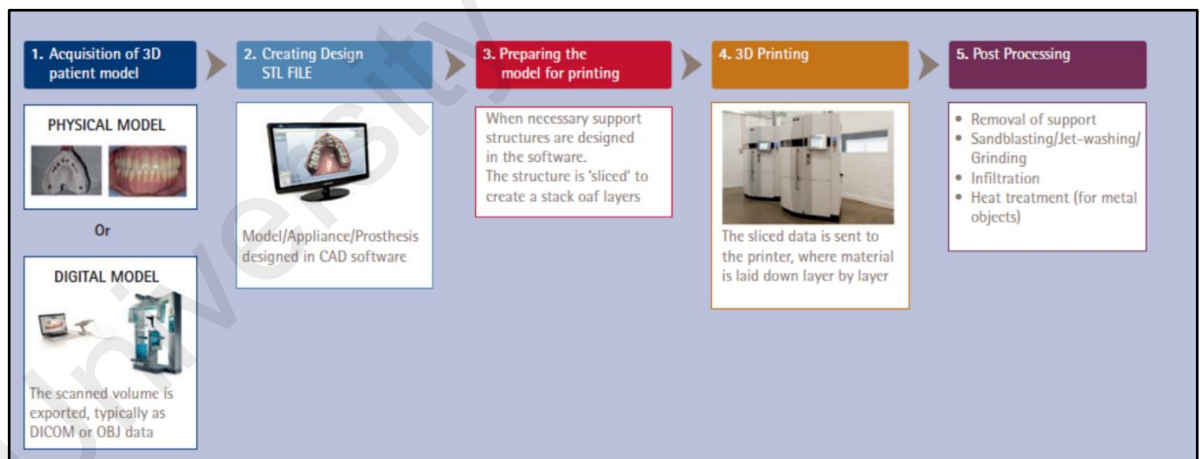 1. Acquisition of 3D
patient model
PHYSICAL MODEL
Or
DIGITAL MODEL
The scanned volume is
exported, typically as
DICOM or OBJ data
2. Creating Design
STL FILE
Model/Appliance/Prosthesis
designed in CAD software
3. Preparing the
model for printing
When necessary support
structures are designed
in the software.
The structure is 'sliced' to
create a stack oaf layers
4. 3D Printing
The sliced data is sent to
the printer, where material
is laid down layer by layer
5. Post Processing
• Removal of support
• Sandblasting/Jet-washing/
Grinding
• Infiltration
• Heat treatment (for metal
objects)
University